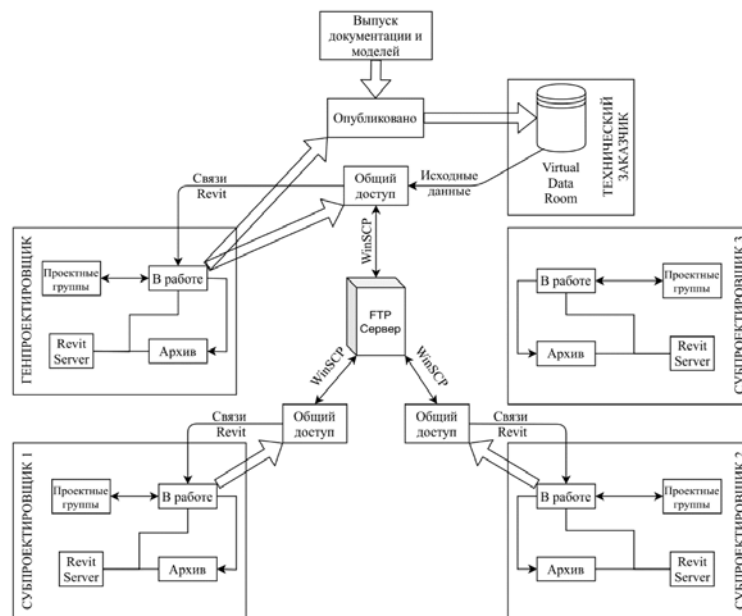 Выпуск
документации и
моделей
Опубликовано
Virtual
Data
Room
ТЕХНИЧЕСКИЙ
ЗАКАЗЧИК
Связи
Revit
Общий
доступ
Исходные
данные
WinSCP
ГЕНПРОЕКТИРОВЩИК
Проектные
группы
В работе
Revit
Server
Архив
FTP
Сервер
СУБПРОЕКТИРОВЩИК 3
В работе
Проектные
группы
Архив
Revit
Server
WinSCP
WinSCP
Связи
Revit
Общий
доступ
Общий
доступ
Связи
Revit
СУБПРОЕКТИРОВЩИК 1
Проектные
группы
В работе
Revit
Server
Архив
СУБПРОЕКТИРОВЩИК 2
В работе
Проектные
группы
Архив
Revit
Server